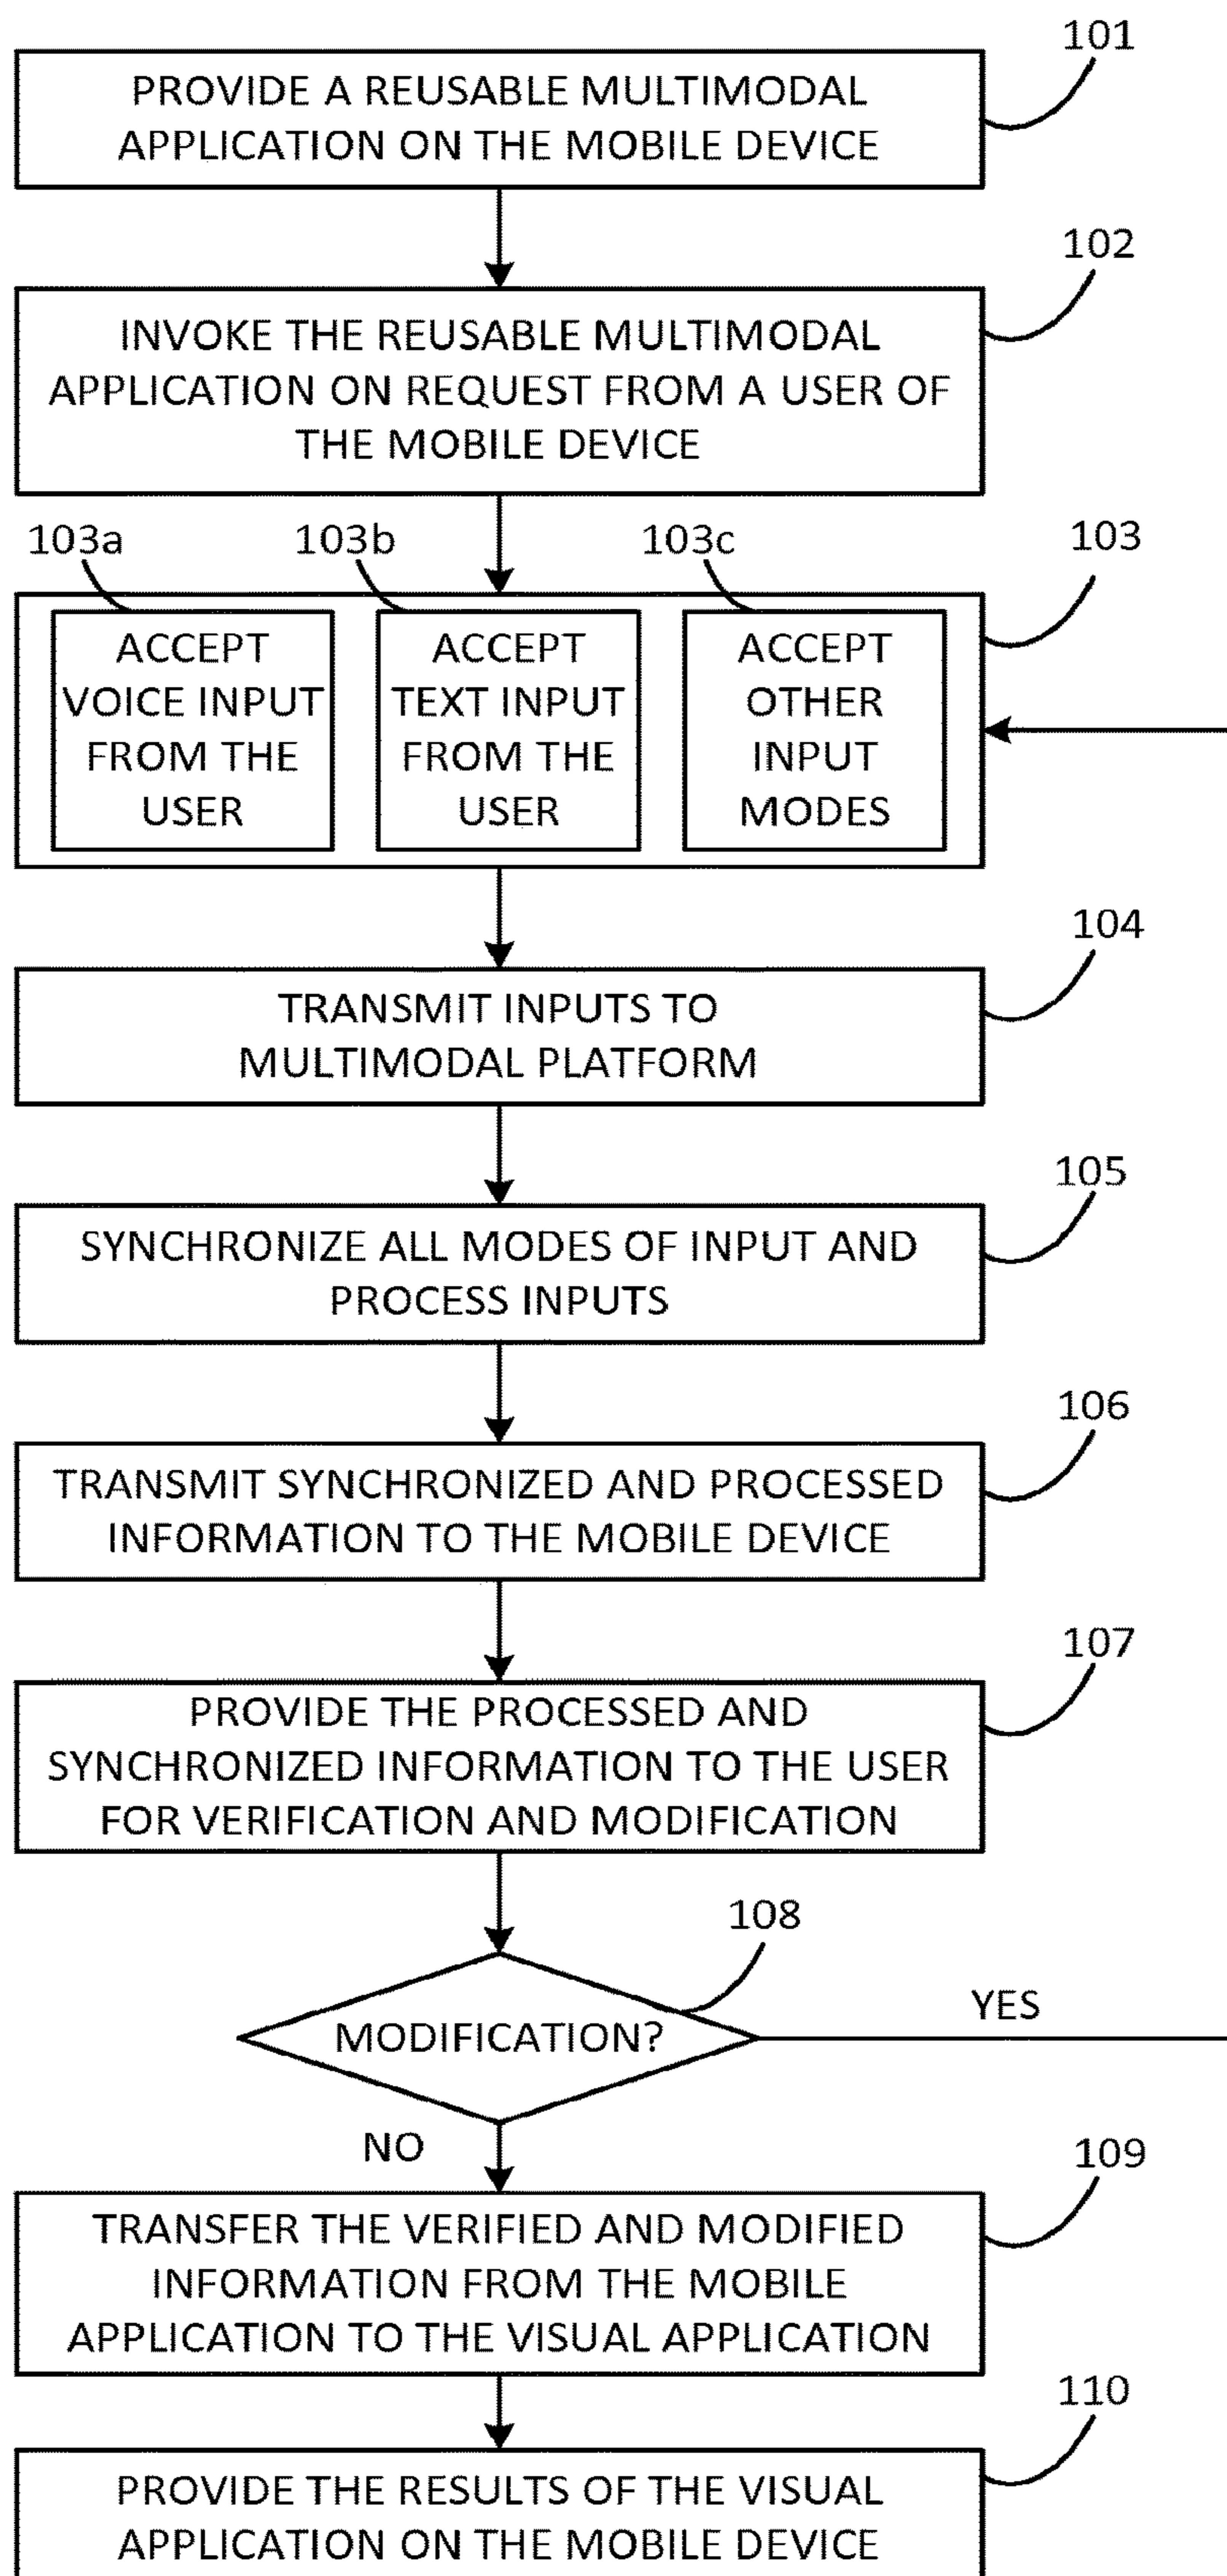 101
PROVIDE A REUSABLE MULTIMODAL
APPLICATION ON THE MOBILE DEVICE
102
INVOKE THE REUSABLE MULTIMODAL
APPLICATION ON REQUEST FROM A USER OF
THE MOBILE DEVICE
103
103a
ACCEPT
VOICE INPUT
FROM THE
USER
103b
ACCEPT
TEXT INPUT
FROM THE
USER
103c
ACCEPT
OTHER
INPUT
MODES
104
TRANSMIT INPUTS TO
MULTIMODAL PLATFORM
105
SYNCHRONIZE ALL MODES OF INPUT AND
PROCESS INPUTS
106
TRANSMIT SYNCHRONIZED AND PROCESSED
INFORMATION TO THE MOBILE DEVICE
107
PROVIDE THE PROCESSED AND
SYNCHRONIZED INFORMATION TO THE USER
FOR VERIFICATION AND MODIFICATION
108
MODIFICATION?
YES
NO
109
TRANSFER THE VERIFIED AND MODIFIED
INFORMATION FROM THE MOBILE
APPLICATION TO THE VISUAL APPLICATION
110
PROVIDE THE RESULTS OF THE VISUAL
APPLICATION ON THE MOBILE DEVICE